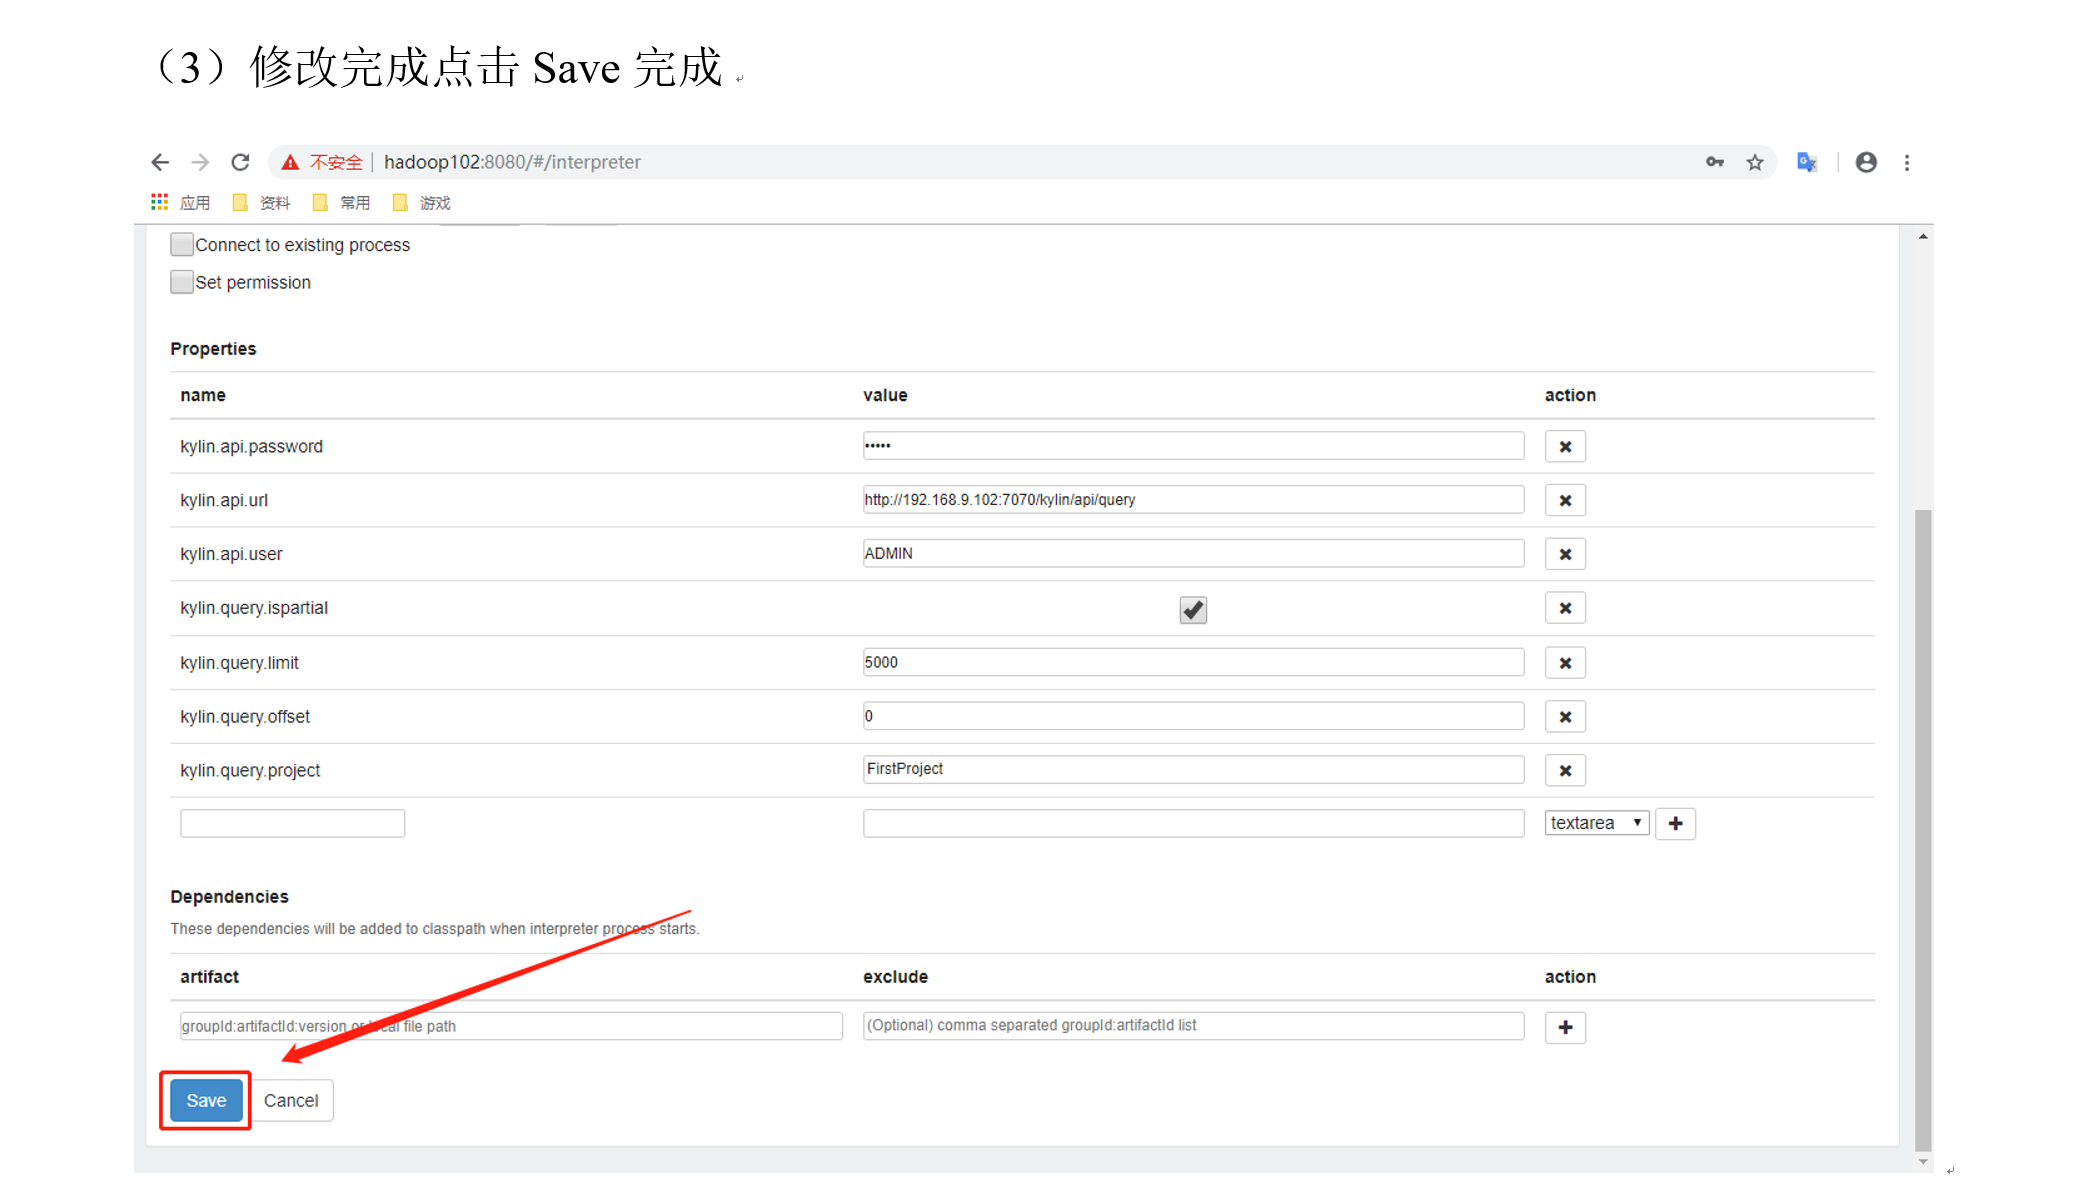 （3）修改完成点击 Save 完成
不安全 | hadoop102:8080/#/interpreter
应用 资料 常用 游戏
Connect to existing process
Set permission
Properties
name value action
kylin.api.password •••••
kylin.api.url http://192.168.9.102:7070/kylin/api/query
kylin.api.user ADMIN
kylin.query.ispartial
kylin.query.limit 5000
kylin.query.offset 0
kylin.query.project FirstProject
textarea
Dependencies
These dependencies will be added to classpath when interpreter process starts.
artifact exclude action
groupId:artifactId:version or local file path (Optional) comma separated groupId:artifactId list
Save Cancel